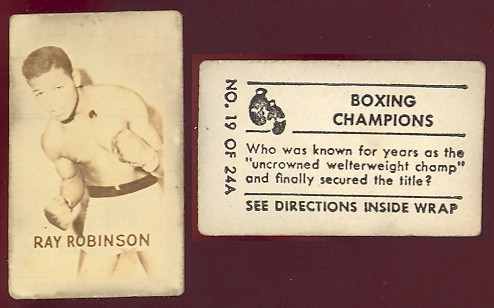 RAY ROBINSON
NO. 19 OF 24A
BOXING
CHAMPIONS
Who was known for years as the
"uncrowned welterweight champ"
and finally secured the title?
SEE DIRECTIONS INSIDE WRAP